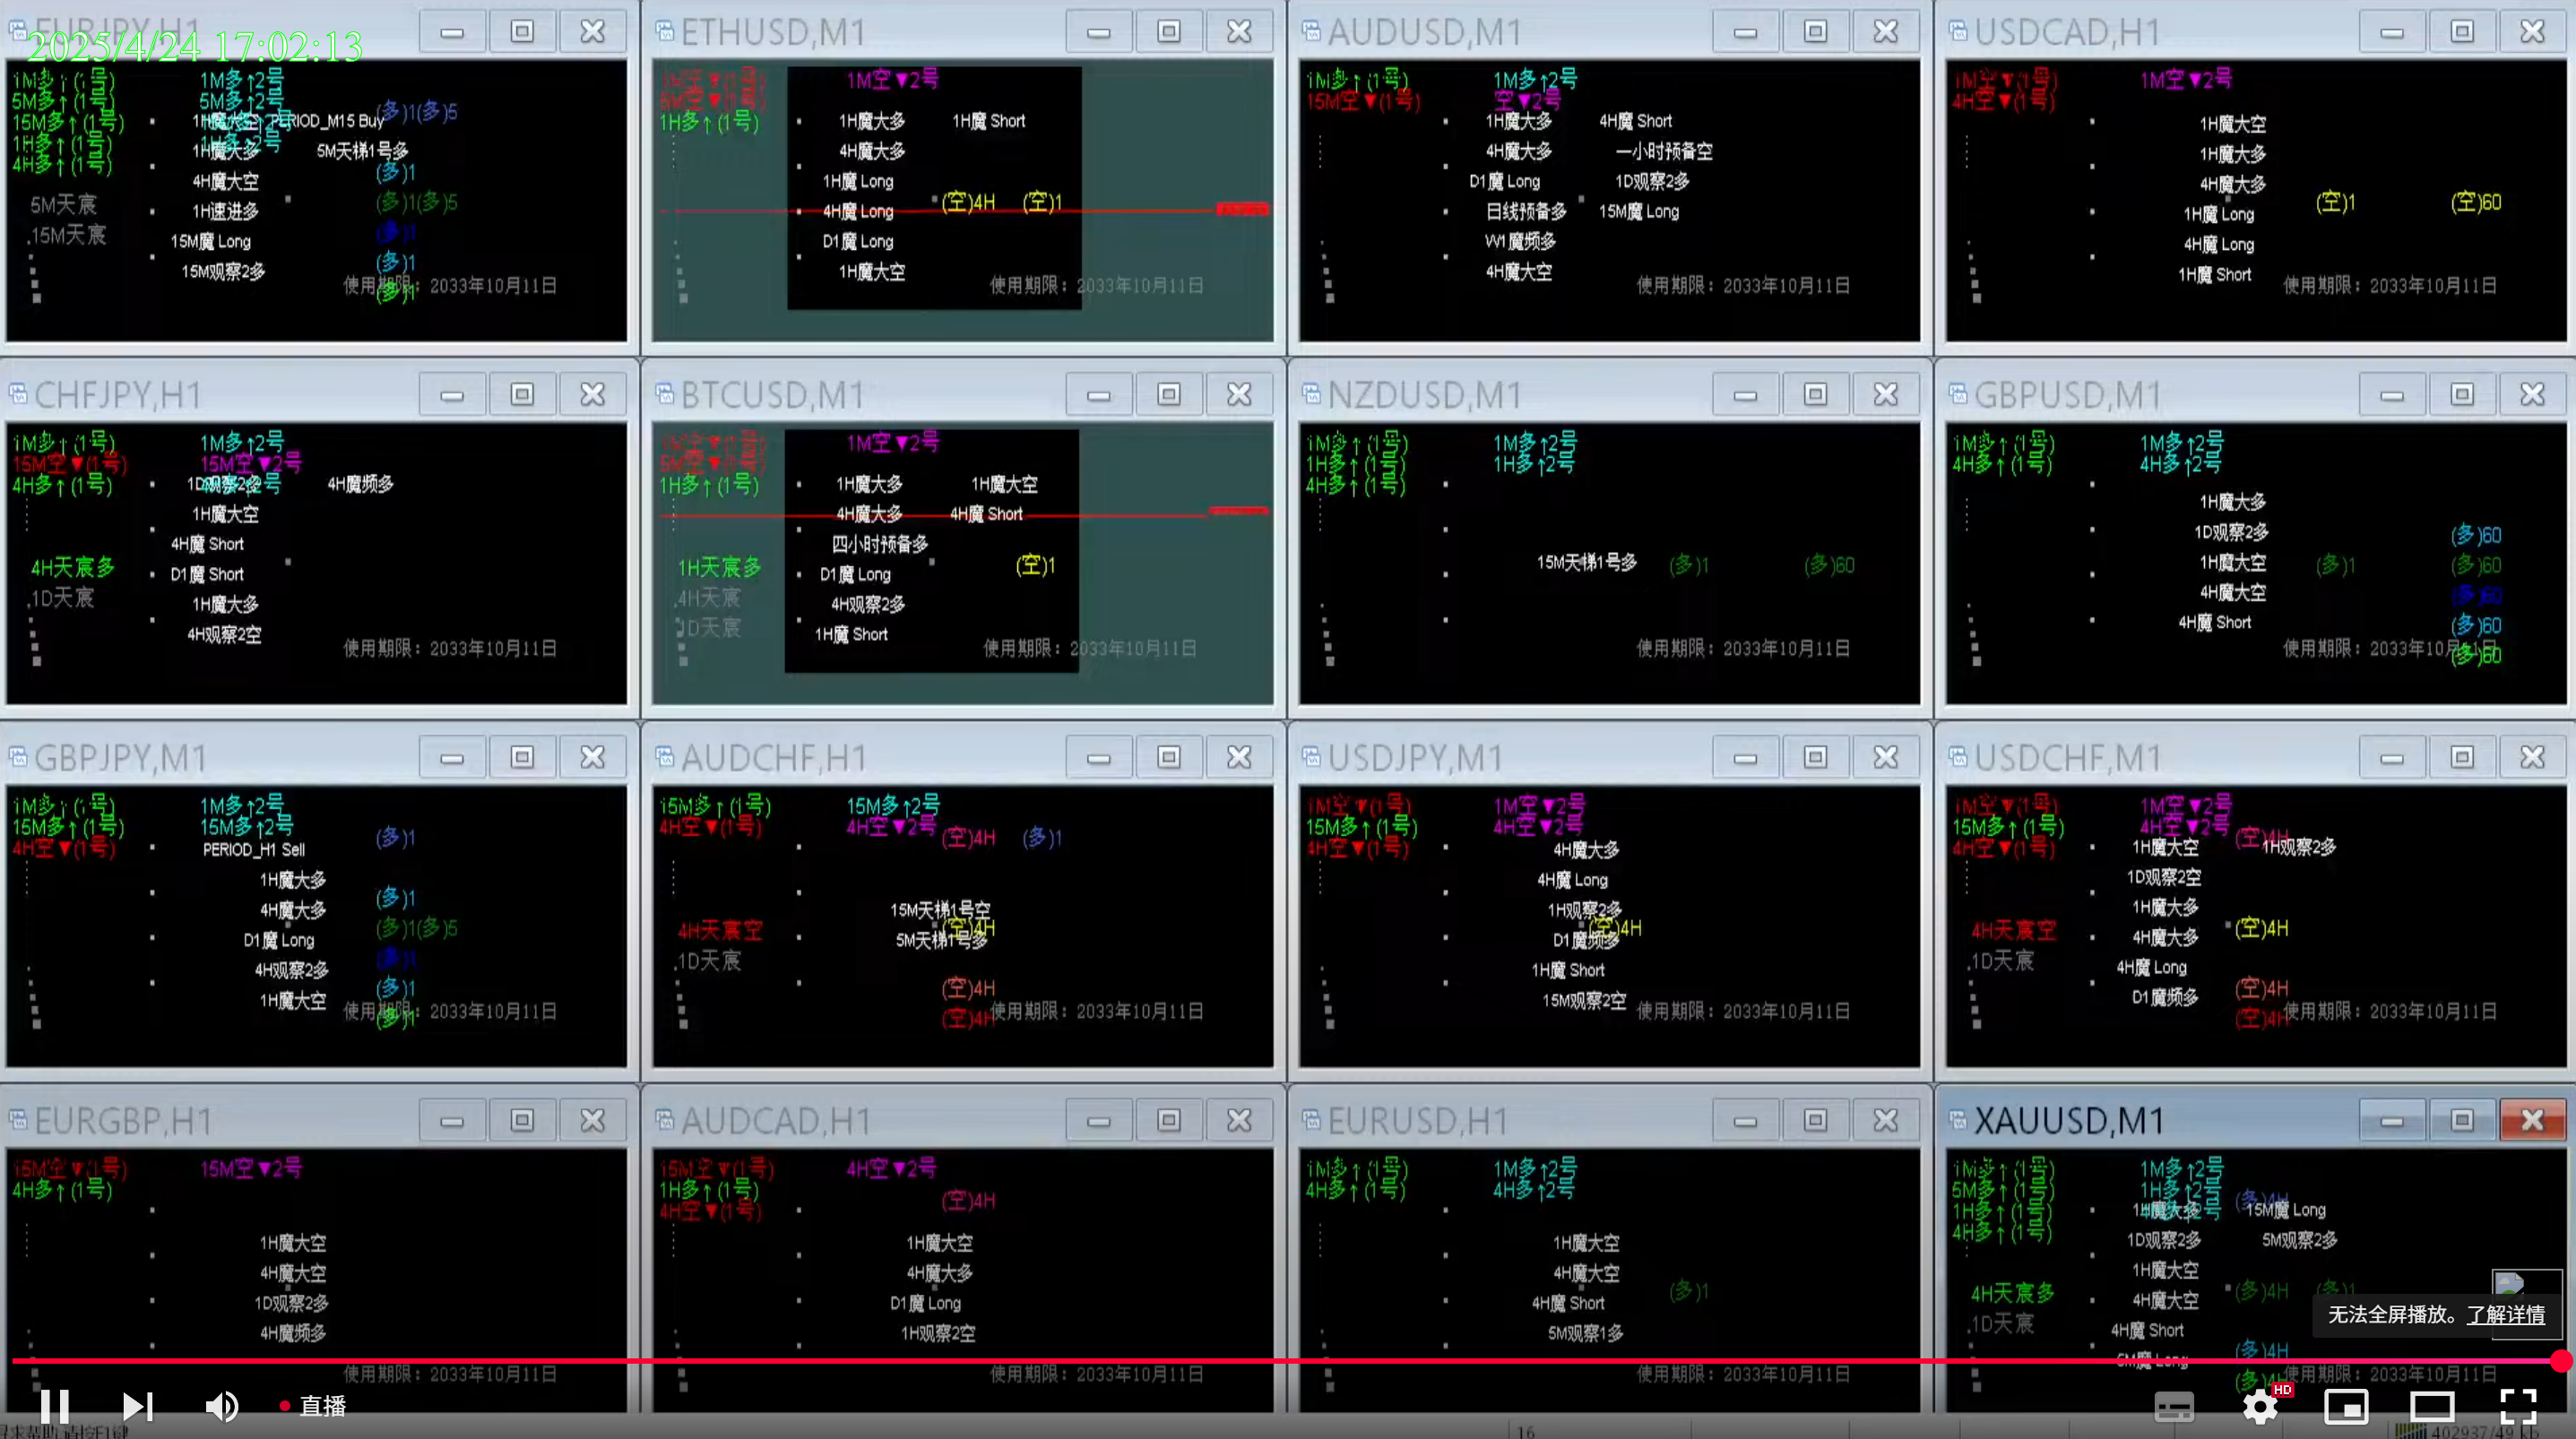 EURJPY,H1
2025/4/24 17:02:13
1M多↑(1号)
1M多↑2号
5M多↑(1号)
5M多↑2号
(多)1(多)5
15M多↑(1号)
1H魔大空
PERIOD_M15 Buy
1H多↑(1号)
1H魔大多
5M天梯1号多
4H多↑(1号)
(多)1
4H魔大空
5M天宸
1H速进多
(多)1(多)5
.15M天宸
15M魔 Long
(多)1
15M观察2多
(多)1
使用期限：2033年10月11日
(多)1
ETHUSD,M1
1M空▼(1号)
1M空▼2号
5M空▼(1号)
1H多↑(1号)
1H魔大多
1H魔 Short
4H魔大多
1H魔 Long
(空)4H
(空)1
4H魔 Long
D1魔 Long
1H魔大空
使用期限：2033年10月11日
AUDUSD,M1
1M多↑(1号)
1M多↑2号
15M空▼(1号)
空▼2号
1H魔大多
4H魔 Short
4H魔大多
一小时预备空
D1魔 Long
1D观察2多
日线预备多
15M魔 Long
W1魔频多
4H魔大空
使用期限：2033年10月11日
USDCAD,H1
1M空▼(1号)
1M空▼2号
4H空▼(1号)
1H魔大空
1H魔大多
4H魔大多
(空)1
(空)60
1H魔 Long
4H魔 Long
1H魔 Short
使用期限：2033年10月11日
CHFJPY,H1
1M多↑(1号)
1M多↑2号
15M空▼(1号)
15M空▼2号
4H多↑(1号)
1D观察2多
4H魔频多
1H魔大空
4H魔 Short
4H天宸多
D1魔 Short
.1D天宸
1H魔大多
4H观察2空
使用期限：2033年10月11日
BTCUSD,M1
1M空▼(1号)
1M空▼2号
5M空▼(1号)
1H多↑(1号)
1H魔大多
1H魔大空
4H魔大多
4H魔 Short
四小时预备多
1H天宸多
D1魔 Long
(空)1
.4H天宸
4H观察2多
1D天宸
1H魔 Short
使用期限：2033年10月11日
NZDUSD,M1
1M多↑(1号)
1M多↑2号
1H多↑(1号)
1H多↑2号
4H多↑(1号)
15M天梯1号多
(多)1
(多)60
使用期限：2033年10月11日
GBPUSD,M1
1M多↑(1号)
1M多↑2号
4H多↑(1号)
4H多↑2号
1H魔大多
1D观察2多
(多)60
1H魔大空
(多)1
(多)60
4H魔大空
(多)60
4H魔 Short
(多)60
使用期限：2033年10月11日
(多)60
GBPJPY,M1
1M多↑(1号)
1M多↑2号
15M多↑(1号)
15M多↑2号
(多)1
4H空▼(1号)
PERIOD_H1 Sell
1H魔大多
(多)1
4H魔大多
(多)1(多)5
D1魔 Long
(多)1
4H观察2多
(多)1
1H魔大空
使用期限：2033年10月11日
(多)1
AUDCHF,H1
15M多↑(1号)
15M多↑2号
4H空▼(1号)
4H空▼2号
(空)4H
(多)1
15M天梯1号空
4H天宸空
(空)4H
5M天梯1号多
.1D天宸
(空)4H
(空)4H
使用期限：2033年10月11日
USDJPY,M1
1M空▼(1号)
1M空▼2号
15M多↑(1号)
4H空▼2号
4H空▼(1号)
4H魔大多
4H魔 Long
1H观察2多
(空)4H
D1魔频多
1H魔 Short
15M观察2空
使用期限：2033年10月11日
USDCHF,M1
1M空▼(1号)
1M空▼2号
15M多↑(1号)
4H空▼2号
(空)4H
4H空▼(1号)
1H魔大空
1H观察2多
1D观察2空
1H魔大多
4H天宸空
4H魔大多
(空)4H
.1D天宸
4H魔 Long
(空)4H
D1魔频多
(空)4H
使用期限：2033年10月11日
EURGBP,H1
15M空▼(1号)
15M空▼2号
4H多↑(1号)
1H魔大空
4H魔大空
1D观察2多
4H魔频多
使用期限：2033年10月11日
AUDCAD,H1
15M空▼(1号)
4H空▼2号
1H多↑(1号)
(空)4H
4H空▼(1号)
1H魔大空
4H魔大多
D1魔 Long
1H观察2空
使用期限：2033年10月11日
EURUSD,H1
1M多↑(1号)
1M多↑2号
4H多↑(1号)
4H多↑2号
1H魔大空
4H魔大空
(多)1
4H魔 Short
5M观察1多
使用期限：2033年10月11日
XAUUSD,M1
1M多↑(1号)
1M多↑2号
5M多↑(1号)
1H多↑2号
(多)4H
1H多↑(1号)
1H魔大多
15M魔 Long
4H多↑(1号)
1D观察2多
5M观察2多
1H魔大空
4H天宸多
4H魔大空
(多)4H
(多)1
.1D天宸
4H魔 Short
无法全屏播放。了解详情
5M魔 Long
(多)4H
(多)4H
使用期限：2033年10月11日
直播
HD
16
402937/49 kb